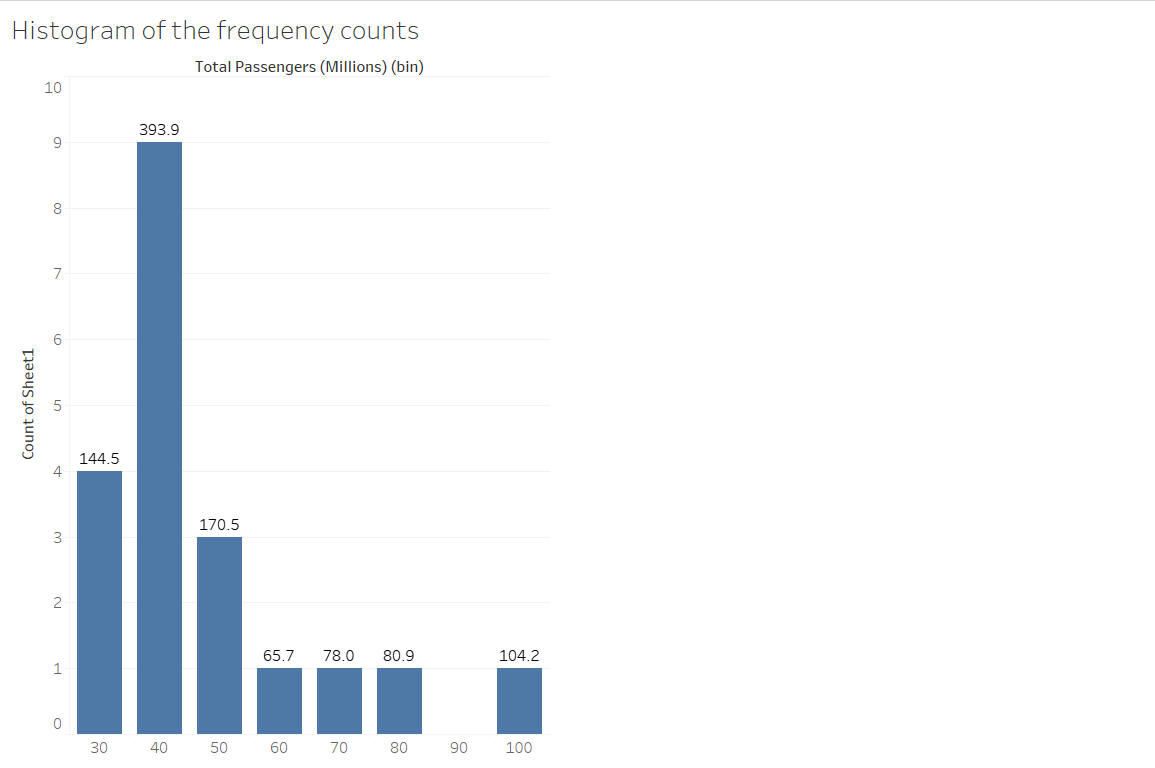 Histogram of the frequency counts
Total Passengers (Millions) (bin)
10
393.9
9
8
7
6
5
Count of Sheet1
144.5
4
170.5
3
2
65.7 78.0 80.9 104.2
1
0
30 40 50 60 70 80 90 100